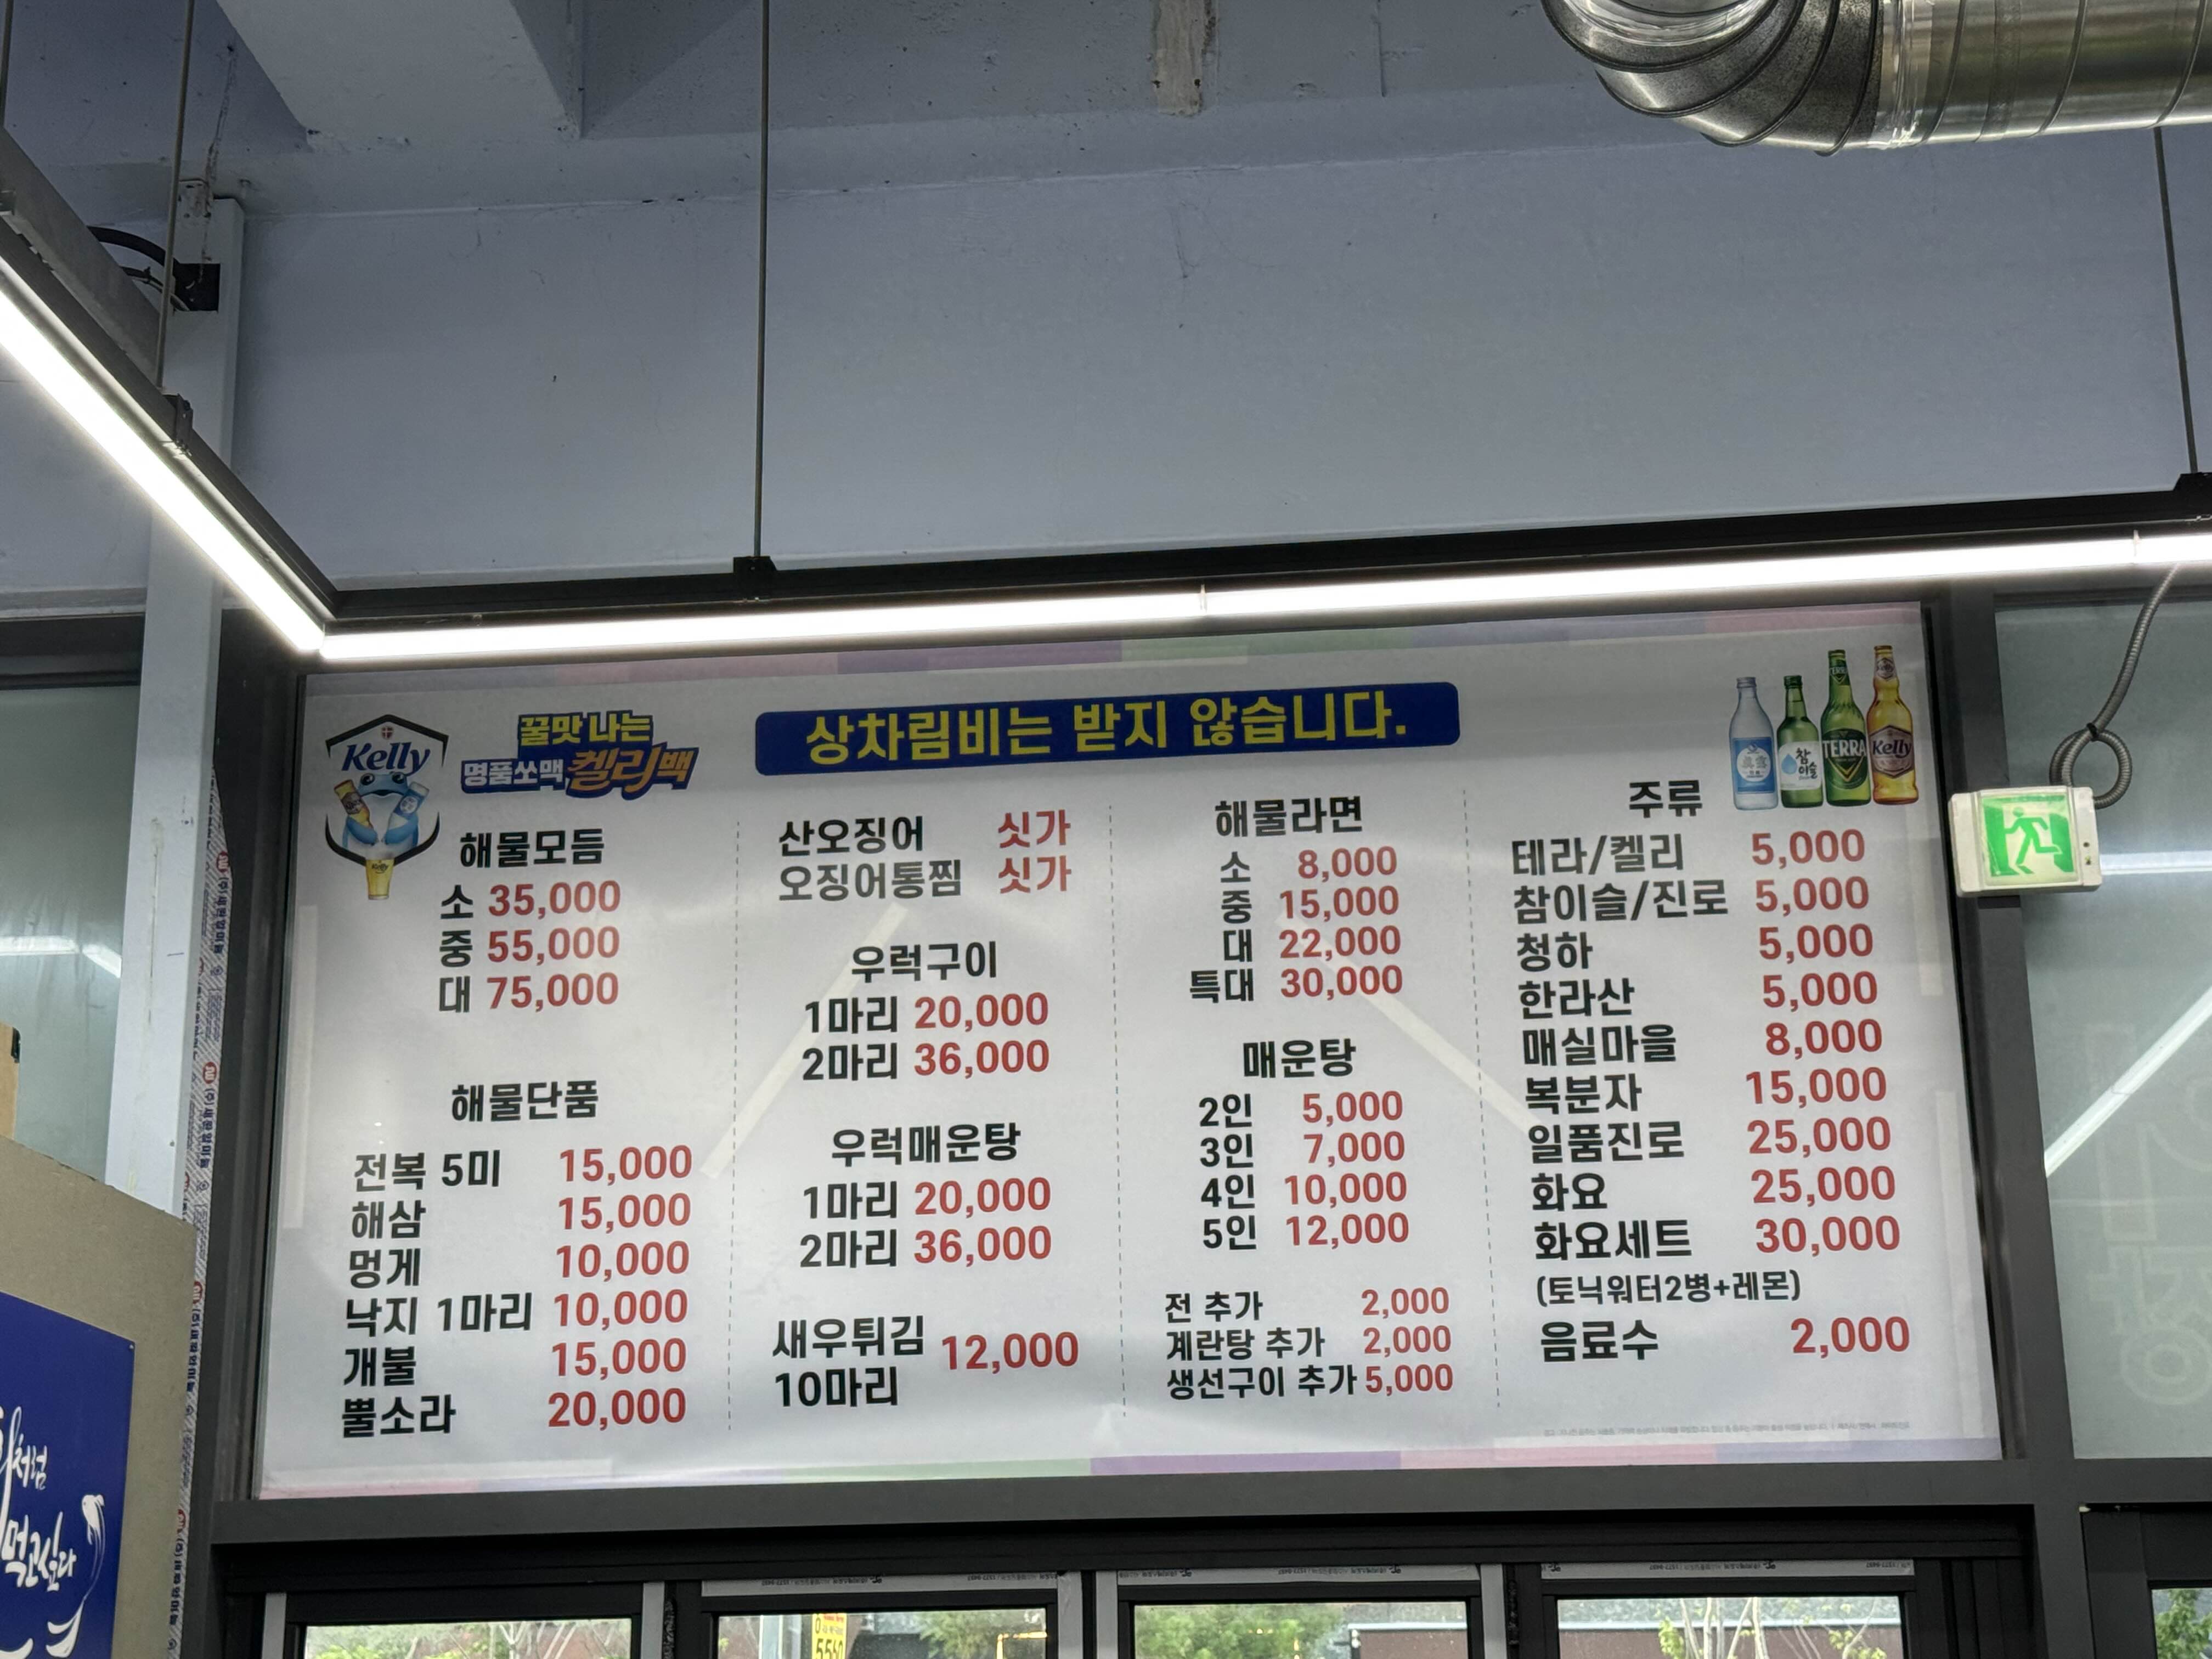 Kelly
꿀맛 나는
명품쏘맥 켈리백
상차림비는 받지 않습니다.
해물모듬
소 35,000
중 55,000
대 75,000
해물단품
전복 5미 15,000
해삼 15,000
멍게 10,000
낙지 1마리 10,000
개불 15,000
뿔소라 20,000
산오징어 싯가
오징어통찜 싯가
우럭구이
1마리 20,000
2마리 36,000
우럭매운탕
1마리 20,000
2마리 36,000
새우튀김
10마리 12,000
해물라면
소 8,000
중 15,000
대 22,000
특대 30,000
매운탕
2인 5,000
3인 7,000
4인 10,000
5인 12,000
전 추가 2,000
계란탕 추가 2,000
생선구이 추가 5,000
주류
참이슬
TERRA
Kelly
테라/켈리 5,000
참이슬/진로 5,000
청하 5,000
한라산 5,000
매실마을 8,000
복분자 15,000
일품진로 25,000
화요 25,000
화요세트 30,000
(토닉워터2병+레몬)
음료수 2,000
처럼
먹고싶다